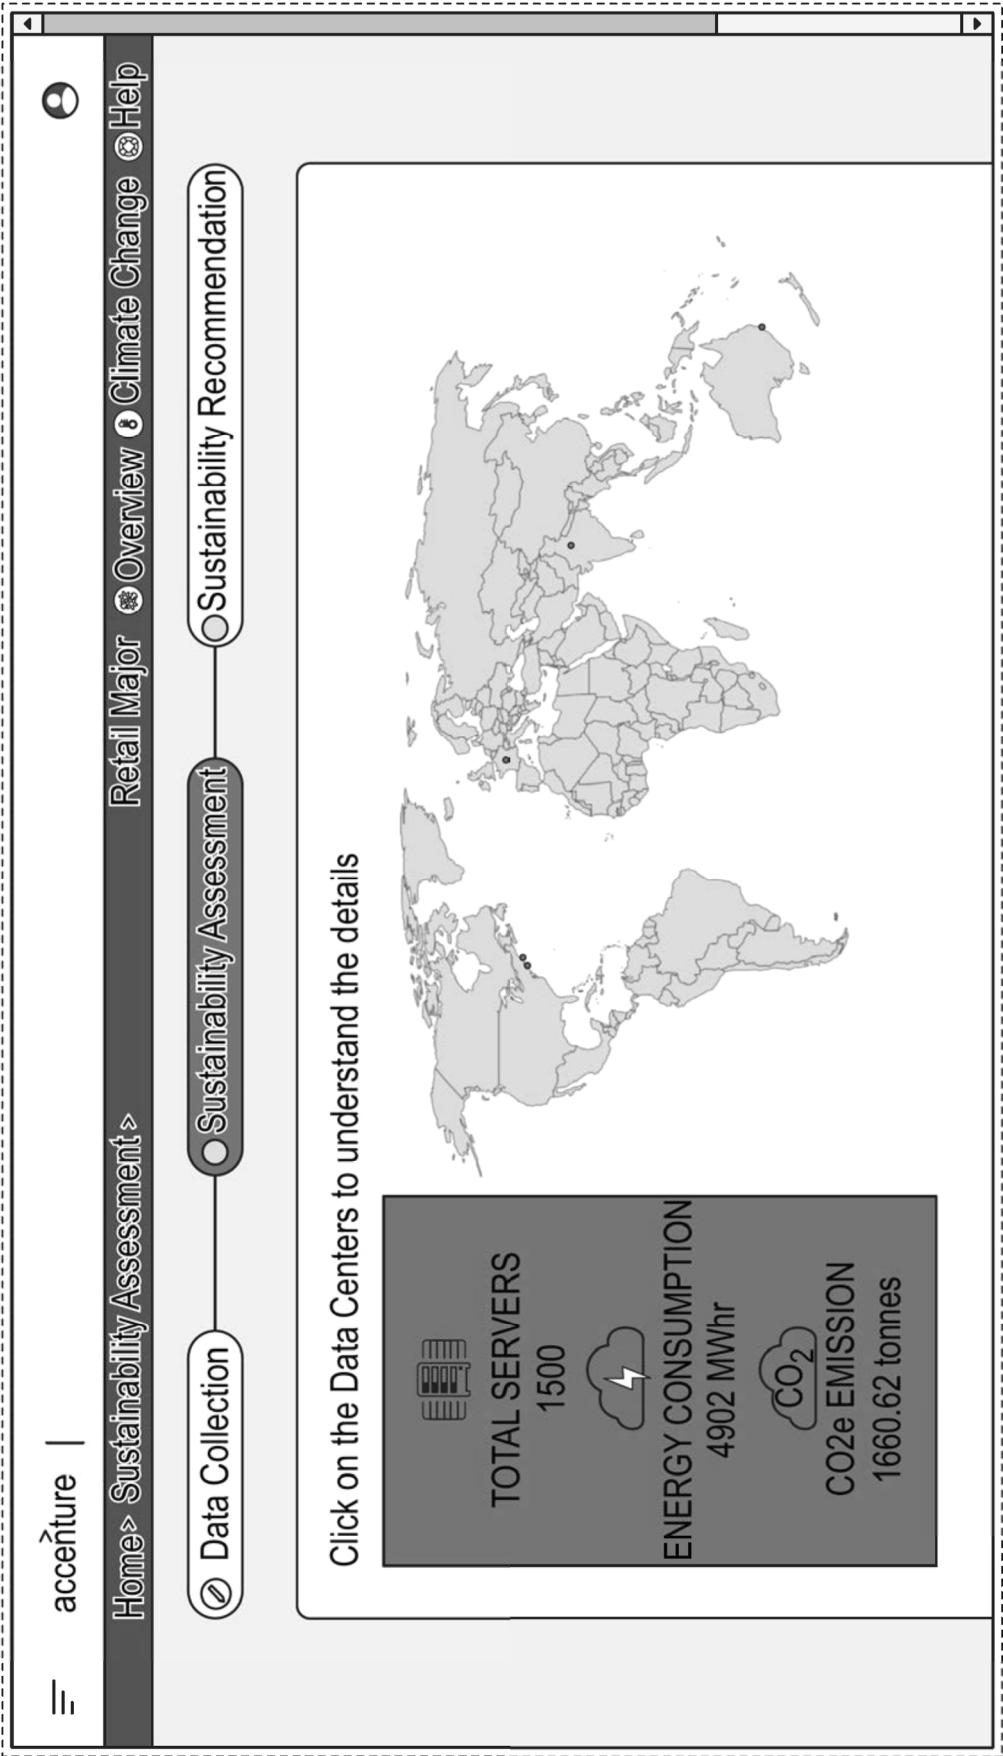 accenture
Home> Sustainability Assessment > Retail Major Overview Climate Change Help
Data Collection Sustainability Assessment Sustainability Recommendation
Click on the Data Centers to understand the details
TOTAL SERVERS
1500
ENERGY CONSUMPTION
4902 MWhr
CO2
CO2e EMISSION
1660.62 tonnes